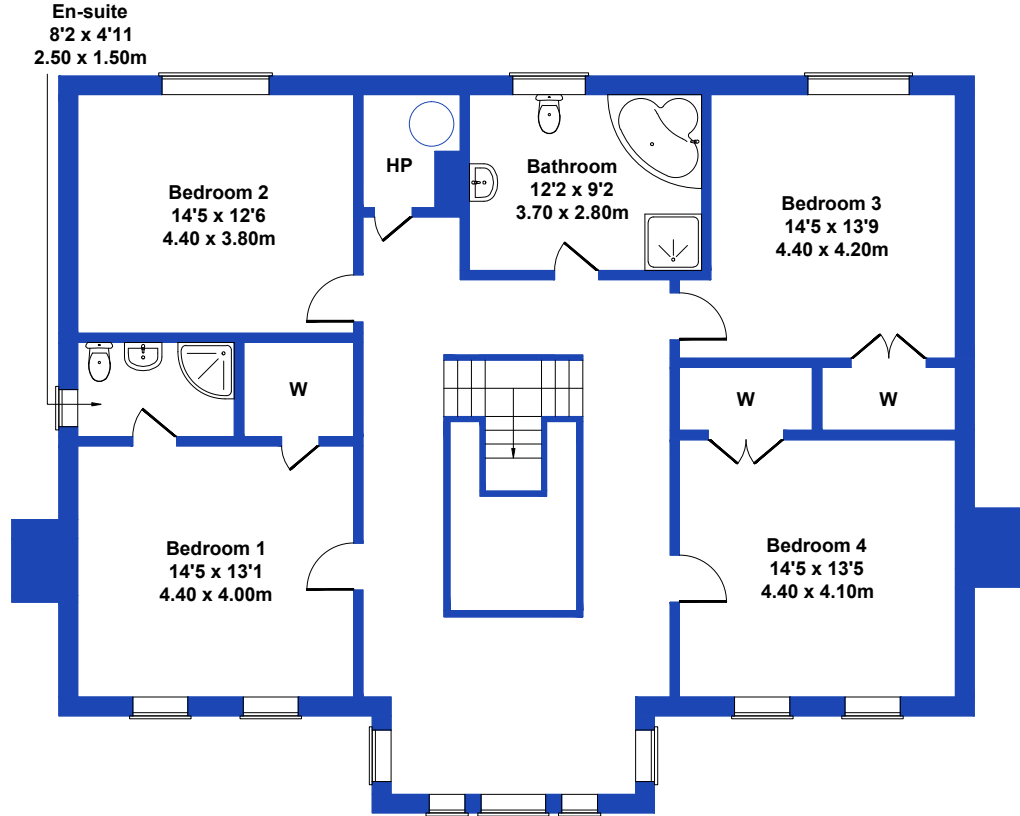 En-suite
8'2 x 4'11
2.50 x 1.50m
Bedroom 2
14'5 x 12'6
4.40 x 3.80m
HP
Bathroom
12'2 x 9'2
3.70 x 2.80m
Bedroom 3
14'5 x 13'9
4.40 x 4.20m
W
W
W
Bedroom 1
14'5 x 13'1
4.40 x 4.00m
Bedroom 4
14'5 x 13'5
4.40 x 4.10m